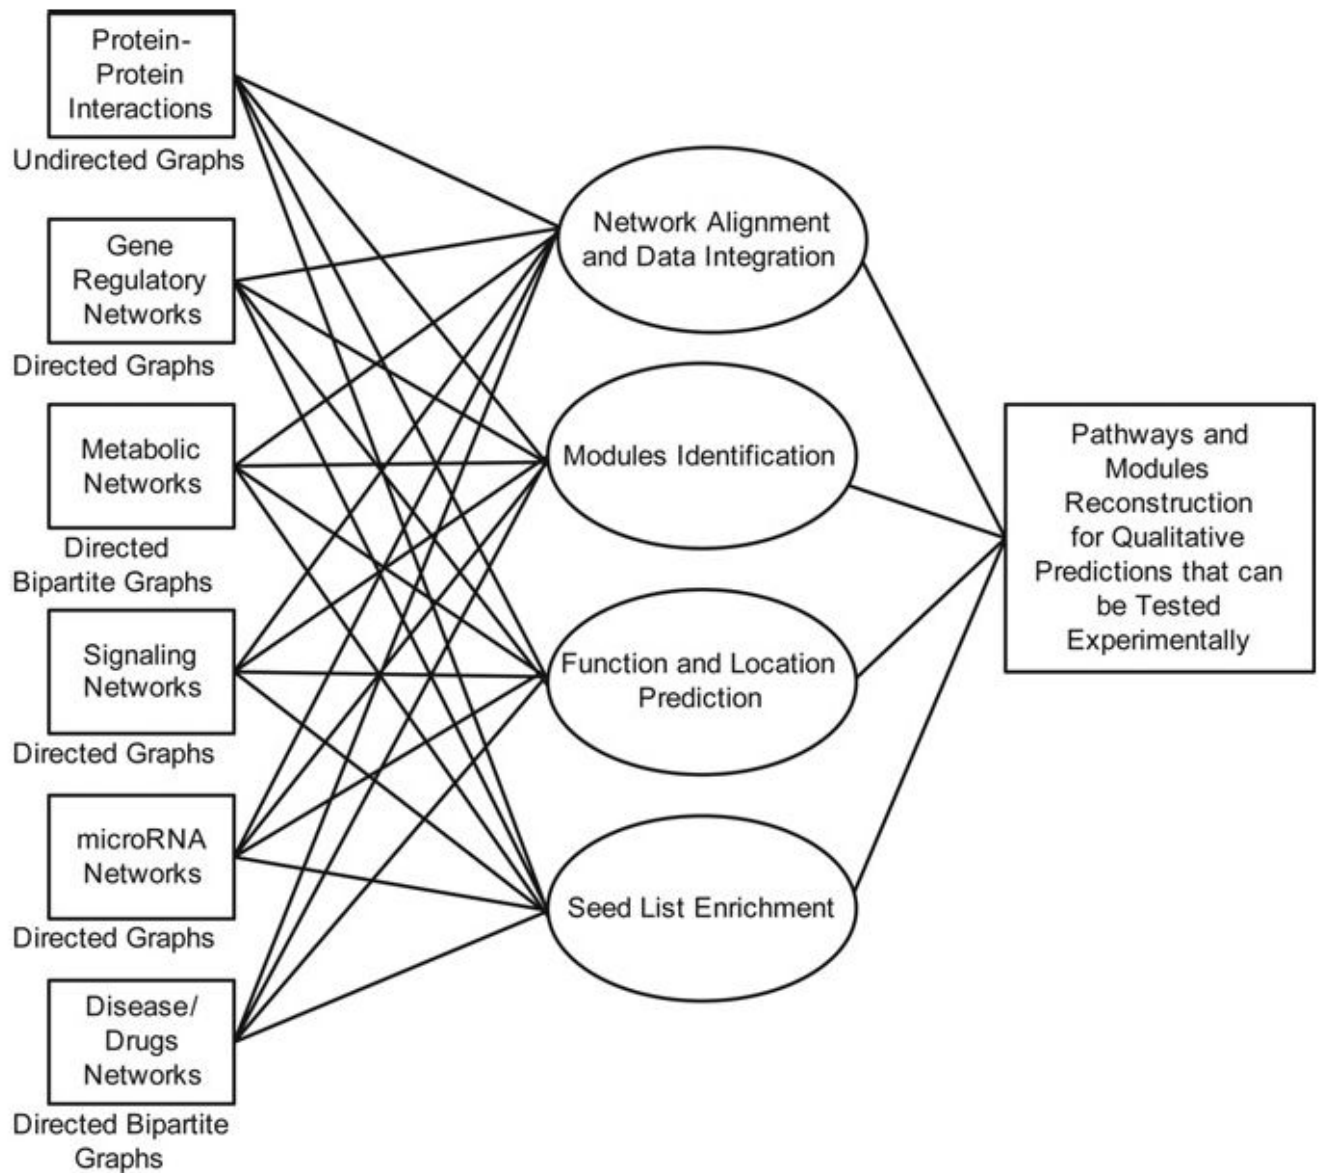 Protein-
Protein
Interactions
Undirected Graphs
Gene
Regulatory
Networks
Directed Graphs
Metabolic
Networks
Directed
Bipartite Graphs
Signaling
Networks
Directed Graphs
microRNA
Networks
Directed Graphs
Disease/
Drugs
Networks
Directed Bipartite
Graphs
Network Alignment
and Data Integration
Modules Identification
Function and Location
Prediction
Seed List Enrichment
Pathways and
Modules
Reconstruction
for Qualitative
Predictions that can
be Tested
Experimentally